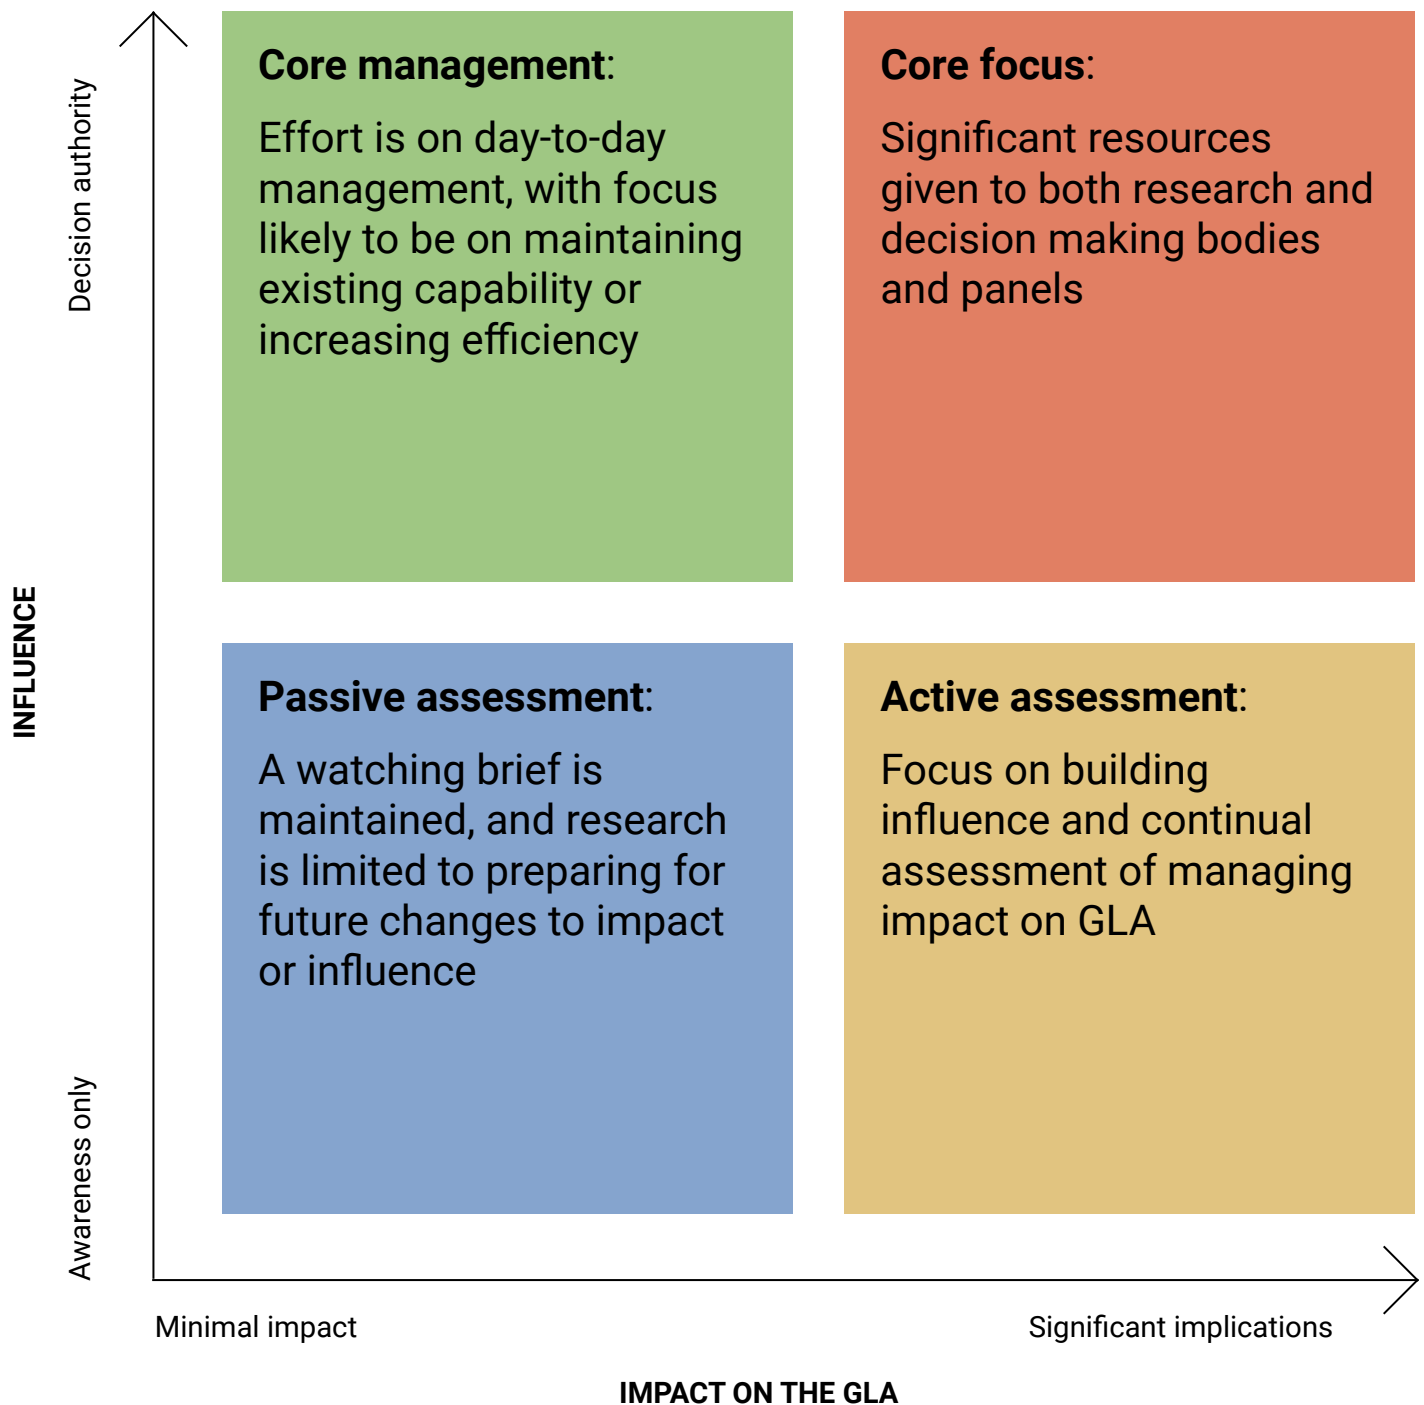 Decision authority
INFLUENCE
Awareness only
Core management:
Effort is on day-to-day
management, with focus
likely to be on maintaining
existing capability or
increasing efficiency
Core focus:
Significant resources
given to both research and
decision making bodies
and panels
Passive assessment:
A watching brief is
maintained, and research
is limited to preparing for
future changes to impact
or influence
Active assessment:
Focus on building
influence and continual
assessment of managing
impact on GLA
Minimal impact
Significant implications
IMPACT ON THE GLA